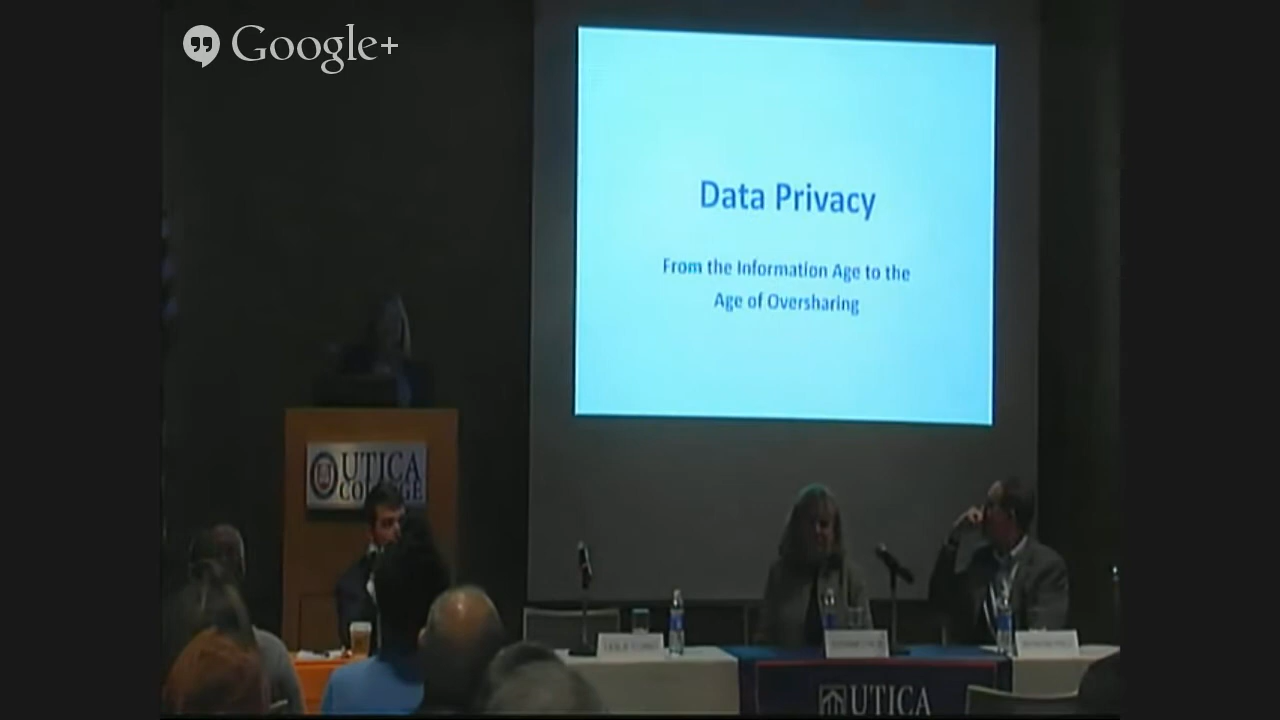 Google+
Data Privacy
From the Information Age to the
Age of Oversharing
UTICA
COLLEGE
UTICA